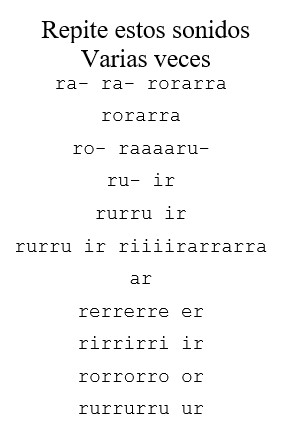 Repite estos sonidos
Varias veces
ra- ra- rorarra
rorarra
ro- raaaaru-
ru- ir
rurru ir
rurru ir riiiirarrarra
ar
rerrerre er
rirrirri ir
rorrorro or
rurrurru ur